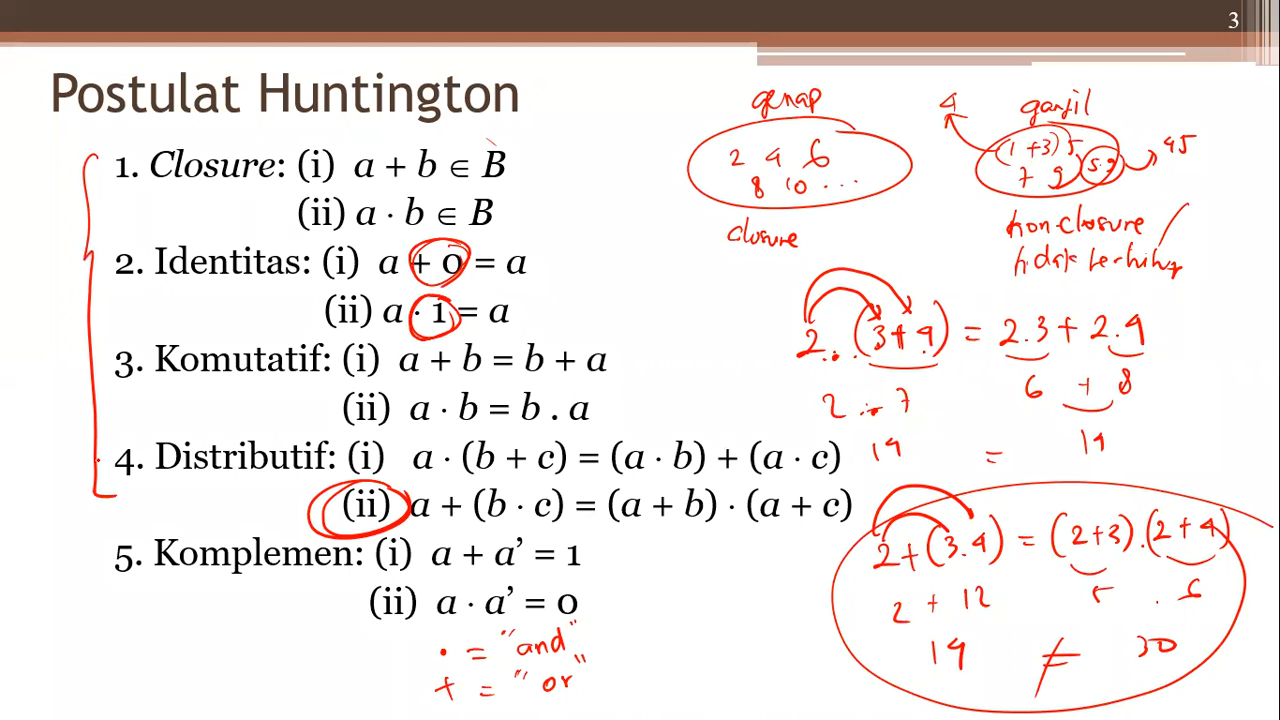 3
Postulat Huntington
1. Closure: (i) a + b ∈ B
(ii) a · b ∈ B
2. Identitas: (i) a + 0 = a
(ii) a · 1 = a
3. Komutatif: (i) a + b = b + a
(ii) a · b = b . a
4. Distributif: (i) a · (b + c) = (a · b) + (a · c)
(ii) a + (b · c) = (a + b) · (a + c)
5. Komplemen: (i) a + a’ = 1
(ii) a · a’ = 0
· = "and"
+ = "or"
genap
2 4 6
8 10 ...
closure
4
ganjil
(1 + 3) 5
7 9
45
non closure
tidak
2 . (3 + 4) = 2.3 + 2.4
2 . 7
6 + 8
14 = 14
2 + (3.4) = (2+3).(2+4)
2 + 12
5 . 6
14 ≠ 30